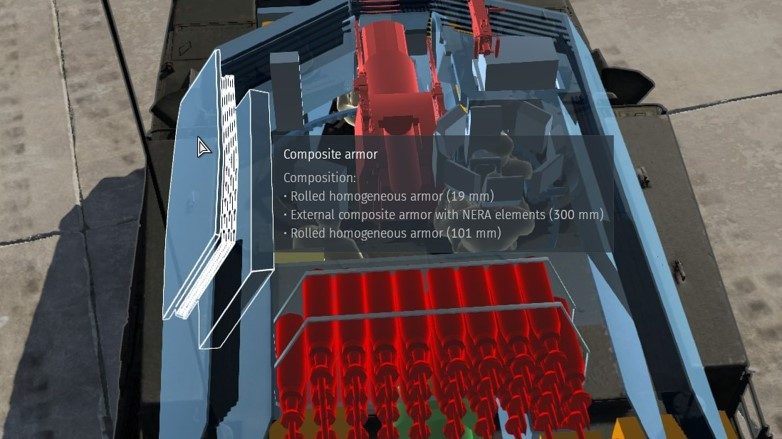 Composite armor
Composition:
• Rolled homogeneous armor (19 mm)
• External composite armor with NERA elements (300 mm)
• Rolled homogeneous armor (101 mm)